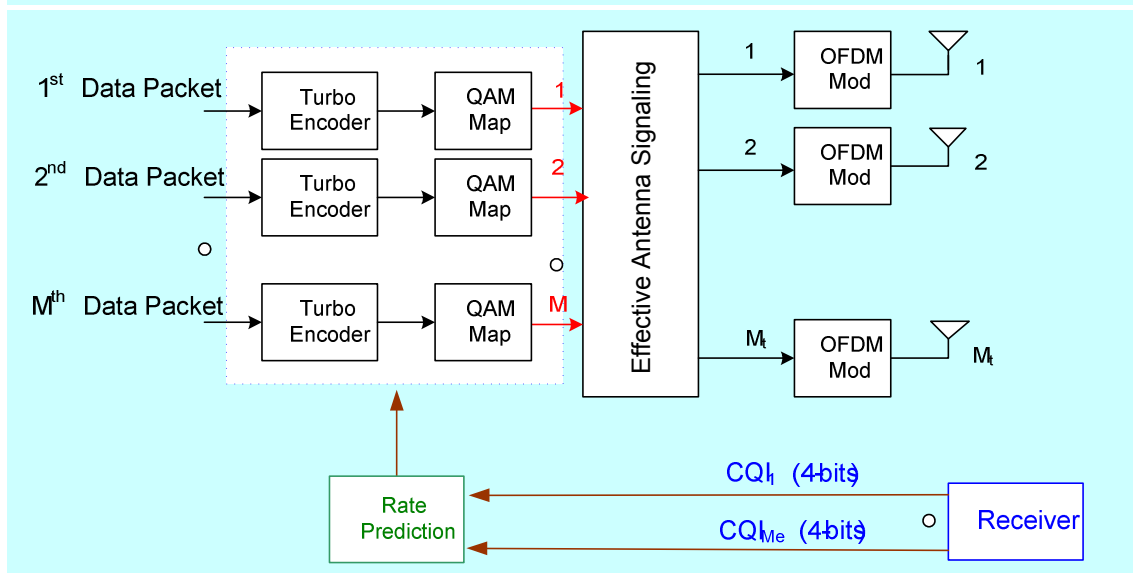 1st Data Packet
Turbo
Encoder
QAM
Map
1
2nd Data Packet
Turbo
Encoder
QAM
Map
2
Mth Data Packet
Turbo
Encoder
QAM
Map
M
Effective Antenna Signaling
1
OFDM
Mod
1
2
OFDM
Mod
2
Mt
OFDM
Mod
Mt
Rate
Prediction
CQI1 (4-bits)
CQIMe (4-bits)
Receiver